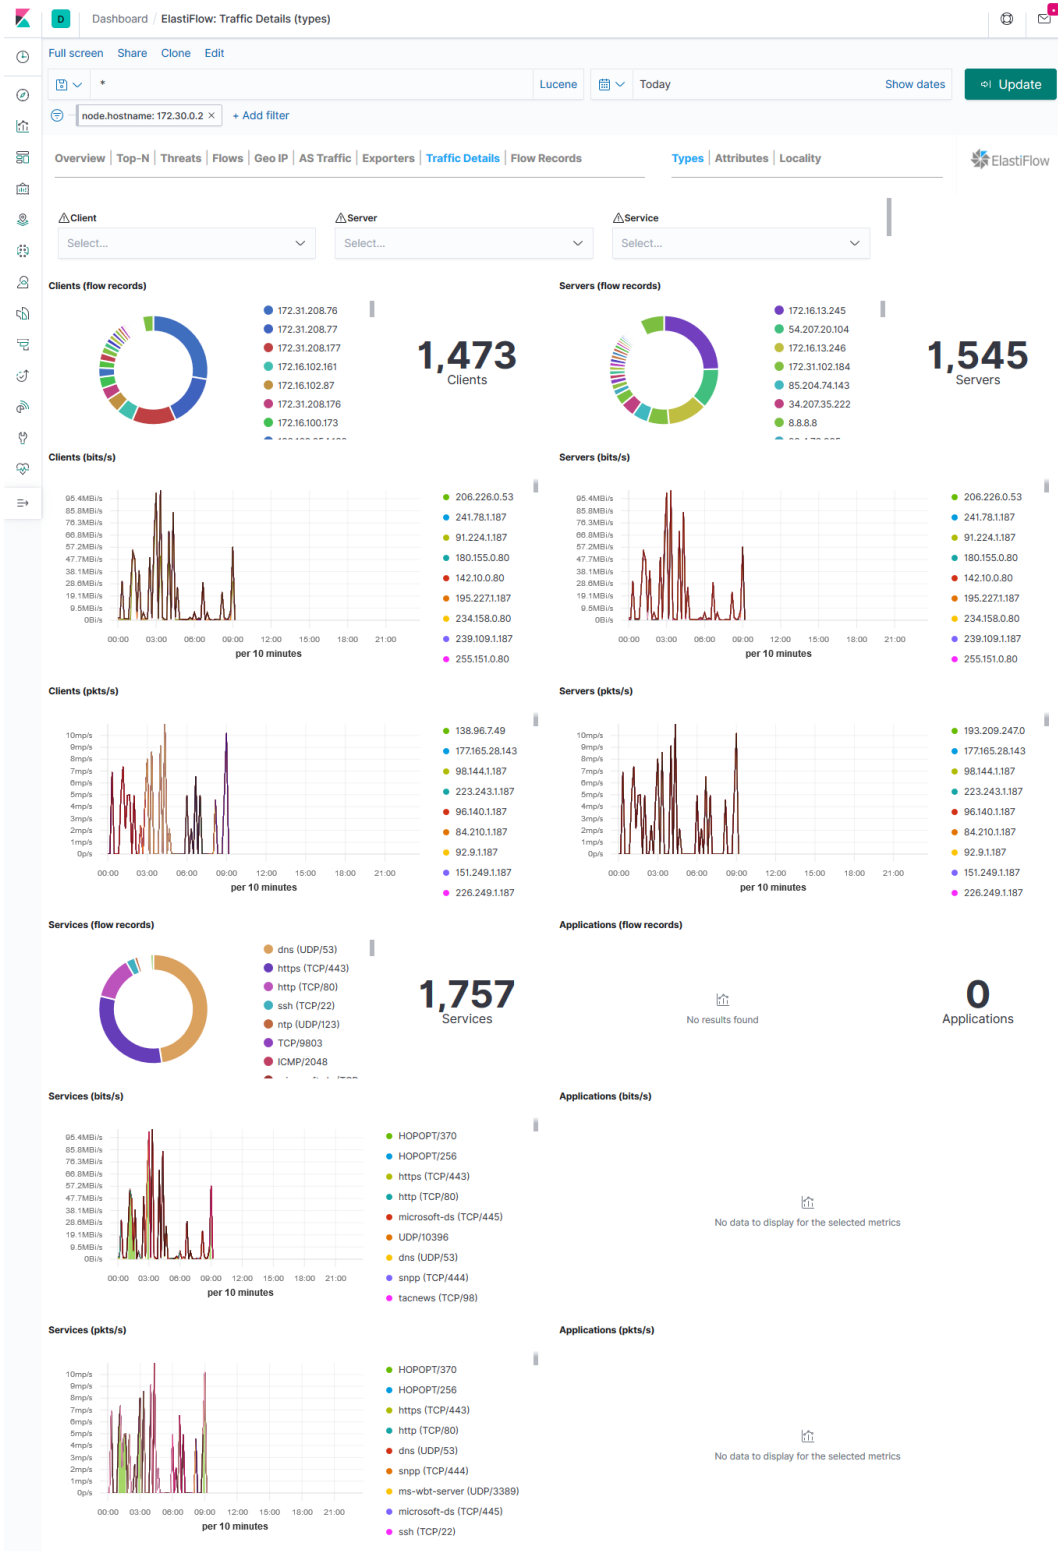 D Dashboard / ElastiFlow: Traffic Details (types)
Full screen Share Clone Edit
* Lucene Today Show dates Update
node.hostname: 172.30.0.2 × + Add filter
Overview | Top-N | Threats | Flows | Geo IP | AS Traffic | Exporters | Traffic Details | Flow Records Types | Attributes | Locality ElastiFlow
Client Server Service
Select... Select... Select...
Clients (flow records)
172.31.208.76
172.31.208.77
172.31.208.177
172.16.102.161
172.16.102.87
172.31.208.176
172.16.100.173
1,473
Clients
Servers (flow records)
172.16.13.245
54.207.20.104
172.16.13.246
172.31.102.184
85.204.74.143
34.207.35.222
8.8.8.8
1,545
Servers
Clients (bits/s)
95.4MBi/s
85.8MBi/s
76.3MBi/s
66.8MBi/s
57.2MBi/s
47.7MBi/s
38.1MBi/s
28.6MBi/s
19.1MBi/s
9.5MBi/s
0Bi/s
00:00 03:00 06:00 09:00 12:00 15:00 18:00 21:00
per 10 minutes
206.226.0.53
241.78.1.187
91.224.1.187
180.155.0.80
142.10.0.80
195.227.1.187
234.158.0.80
239.109.1.187
255.151.0.80
Servers (bits/s)
95.4MBi/s
85.8MBi/s
76.3MBi/s
66.8MBi/s
57.2MBi/s
47.7MBi/s
38.1MBi/s
28.6MBi/s
19.1MBi/s
9.5MBi/s
0Bi/s
00:00 03:00 06:00 09:00 12:00 15:00 18:00 21:00
per 10 minutes
206.226.0.53
241.78.1.187
91.224.1.187
180.155.0.80
142.10.0.80
195.227.1.187
234.158.0.80
239.109.1.187
255.151.0.80
Clients (pkts/s)
10mp/s
9mp/s
8mp/s
7mp/s
6mp/s
5mp/s
4mp/s
3mp/s
2mp/s
1mp/s
0p/s
00:00 03:00 06:00 09:00 12:00 15:00 18:00 21:00
per 10 minutes
138.96.7.49
177.165.28.143
98.144.1.187
223.243.1.187
96.140.1.187
84.210.1.187
92.9.1.187
151.249.1.187
226.249.1.187
Servers (pkts/s)
10mp/s
9mp/s
8mp/s
7mp/s
6mp/s
5mp/s
4mp/s
3mp/s
2mp/s
1mp/s
0p/s
00:00 03:00 06:00 09:00 12:00 15:00 18:00 21:00
per 10 minutes
193.209.247.0
177.165.28.143
98.144.1.187
223.243.1.187
96.140.1.187
84.210.1.187
92.9.1.187
151.249.1.187
226.249.1.187
Services (flow records)
dns (UDP/53)
https (TCP/443)
http (TCP/80)
ssh (TCP/22)
ntp (UDP/123)
TCP/9803
ICMP/2048
1,757
Services
Applications (flow records)
No results found
0
Applications
Services (bits/s)
95.4MBi/s
85.8MBi/s
76.3MBi/s
66.8MBi/s
57.2MBi/s
47.7MBi/s
38.1MBi/s
28.6MBi/s
19.1MBi/s
9.5MBi/s
0Bi/s
00:00 03:00 06:00 09:00 12:00 15:00 18:00 21:00
per 10 minutes
HOPOPT/370
HOPOPT/256
https (TCP/443)
http (TCP/80)
microsoft-ds (TCP/445)
UDP/10396
dns (UDP/53)
snpp (TCP/444)
tacnews (TCP/98)
Applications (bits/s)
No data to display for the selected metrics
Services (pkts/s)
10mp/s
9mp/s
8mp/s
7mp/s
6mp/s
5mp/s
4mp/s
3mp/s
2mp/s
1mp/s
0p/s
00:00 03:00 06:00 09:00 12:00 15:00 18:00 21:00
per 10 minutes
HOPOPT/370
HOPOPT/256
https (TCP/443)
http (TCP/80)
dns (UDP/53)
snpp (TCP/444)
ms-wbt-server (UDP/3389)
microsoft-ds (TCP/445)
ssh (TCP/22)
Applications (pkts/s)
No data to display for the selected metrics